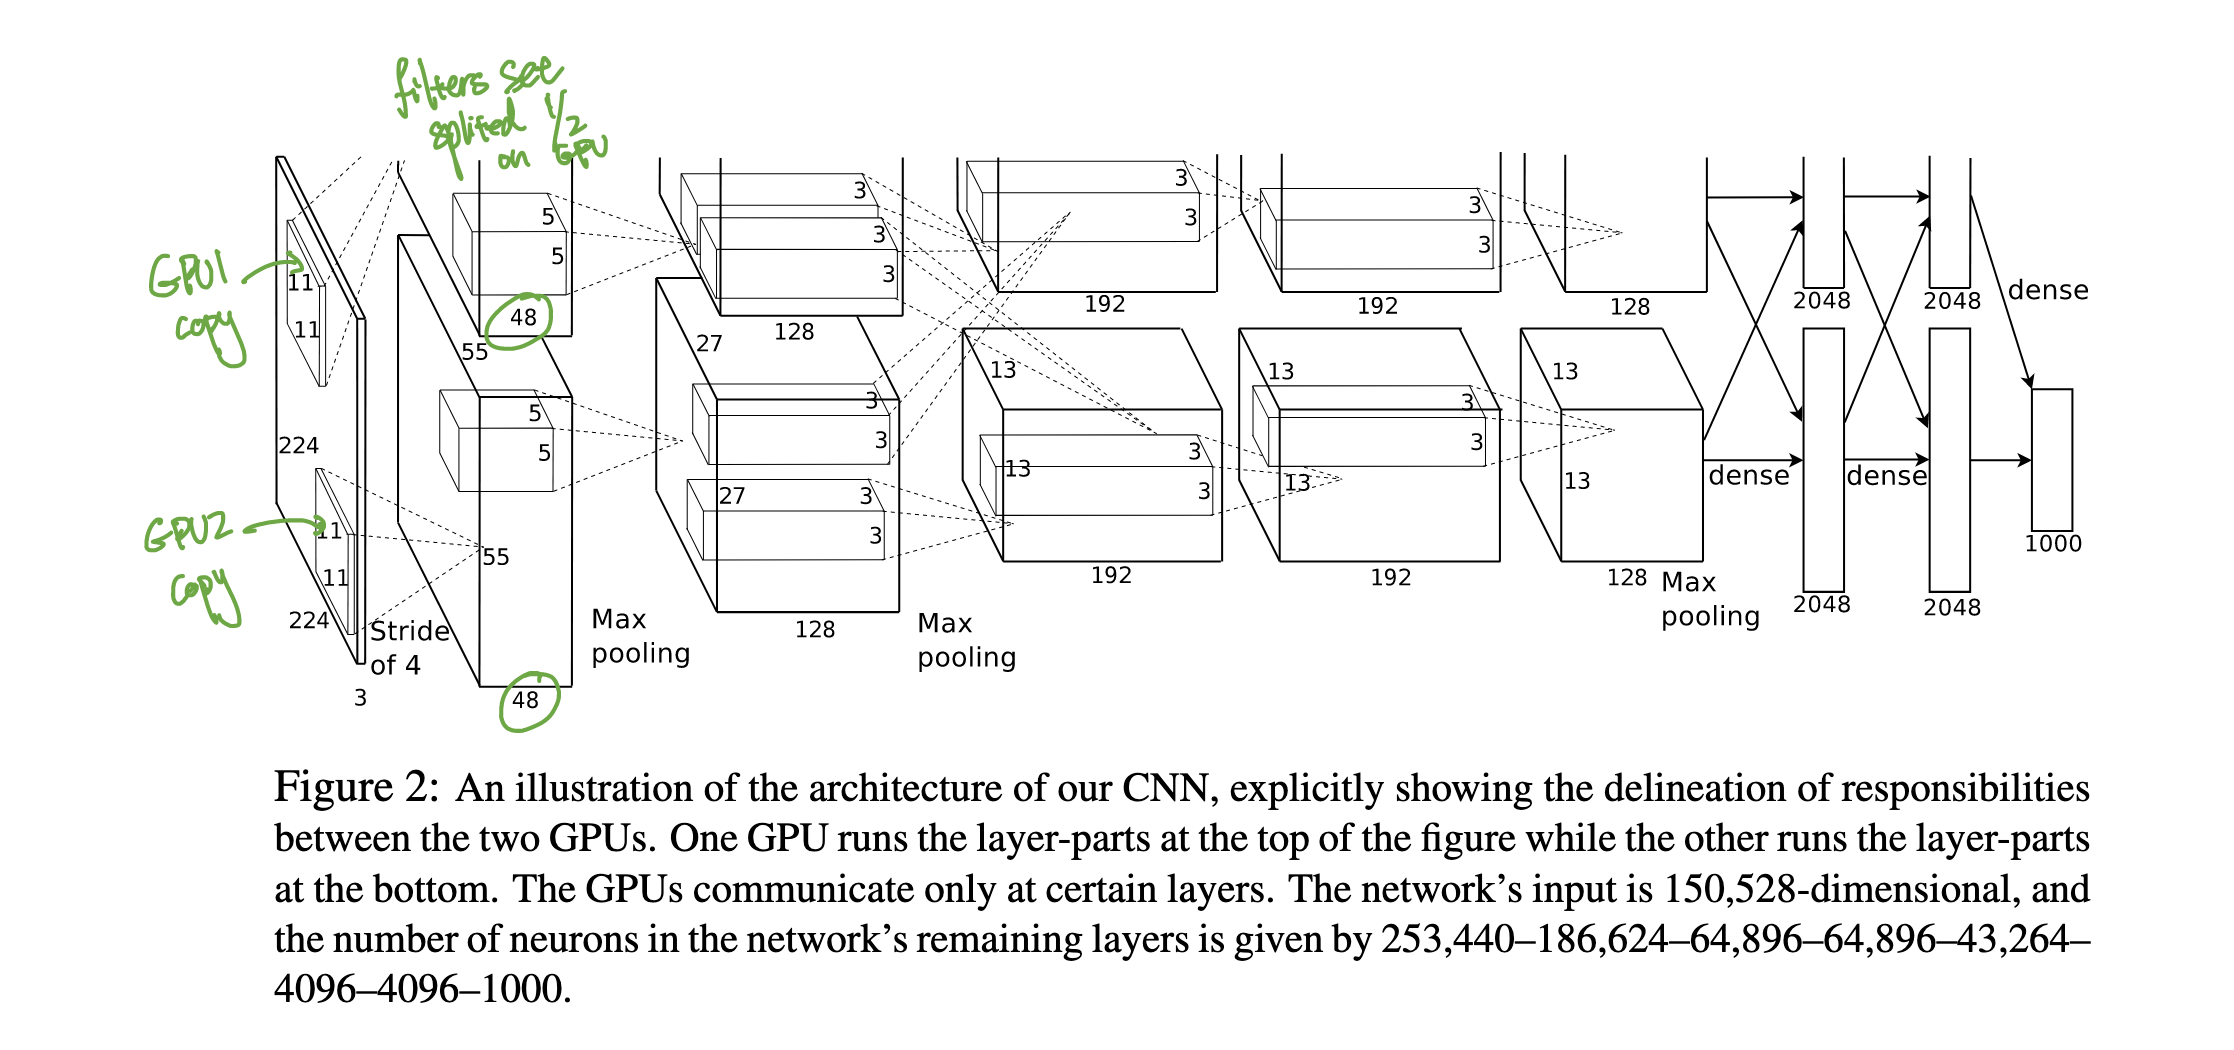 filters see
splited 1/2
on GPU
GPU1
copy
GPU2
copy
11
11
224
11
11
224
3
Stride
of 4
5
5
48
55
5
5
55
48
Max
pooling
3
3
3
128
27
3
3
27
3
3
128
Max
pooling
3
3
192
13
3
13
3
192
3
3
192
13
3
3
13
192
128
13
13
128
Max
pooling
dense
2048
2048
dense
2048
2048
dense
1000
Figure 2: An illustration of the architecture of our CNN, explicitly showing the delineation of responsibilities
between the two GPUs. One GPU runs the layer-parts at the top of the figure while the other runs the layer-parts
at the bottom. The GPUs communicate only at certain layers. The network's input is 150,528-dimensional, and
the number of neurons in the network's remaining layers is given by 253,440–186,624–64,896–64,896–43,264–
4096–4096–1000.